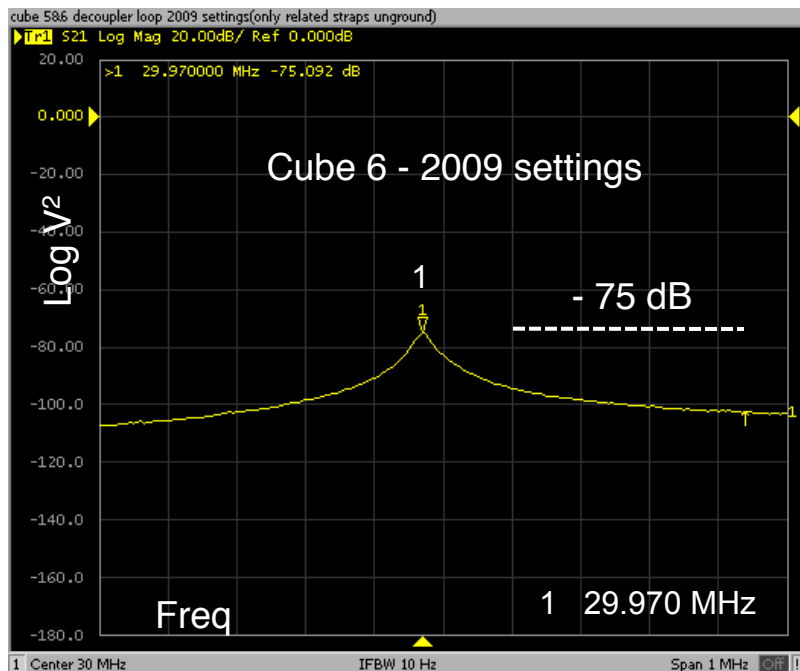 cube 5&6 decoupler loop 2009 settings(only related straps unground)
Tr1 S21 Log Mag 20.00dB/ Ref 0.000dB
20.00
>1 29.970000 MHz -75.092 dB
0.000
Cube 6 - 2009 settings
-20.00
Log V²
-40.00
1
- 75 dB
-60.00
1
-80.00
-100.0
1
-120.0
-140.0
-160.0
Freq
1 29.970 MHz
-180.0
1 Center 30 MHz
IFBW 10 Hz
Span 1 MHz Off